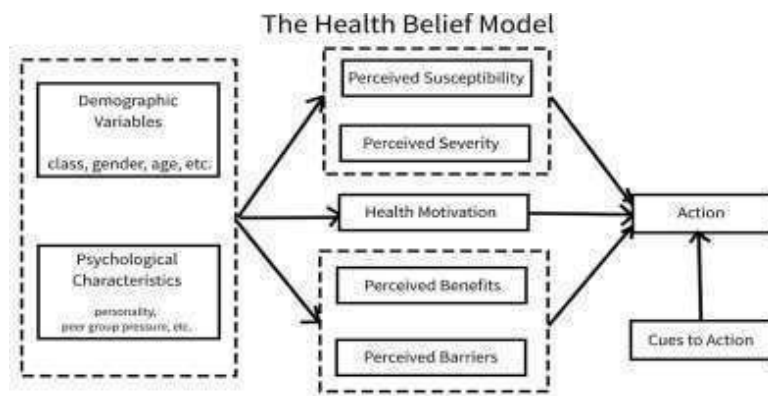 The Health Belief Model
Demographic
Variables
class, gender, age, etc.
Psychological
Characteristics
personality,
peer group pressure, etc.
Perceived Susceptibility
Perceived Severity
Health Motivation
Perceived Benefits
Perceived Barriers
Action
Cues to Action